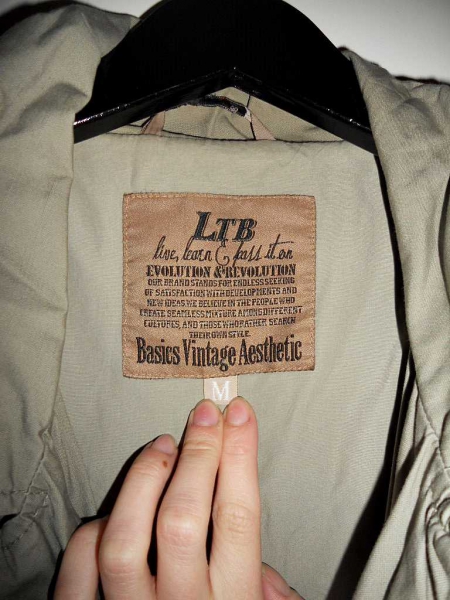 LTB
live, learn & pass it on
EVOLUTION & REVOLUTION
OUR BRAND STANDS FOR ENDLESS SEEKING
OF SATISFACTION WITH DEVELOPMENTS AND
NEW IDEAS. WE BELIEVE IN THE PEOPLE WHO
CREATE SEAMLESS MIXTURE AMONG DIFFERENT
CULTURES, AND THOSE WHO RATHER SEARCH
THEIR OWN STYLE.
Basics Vintage Aesthetic
M